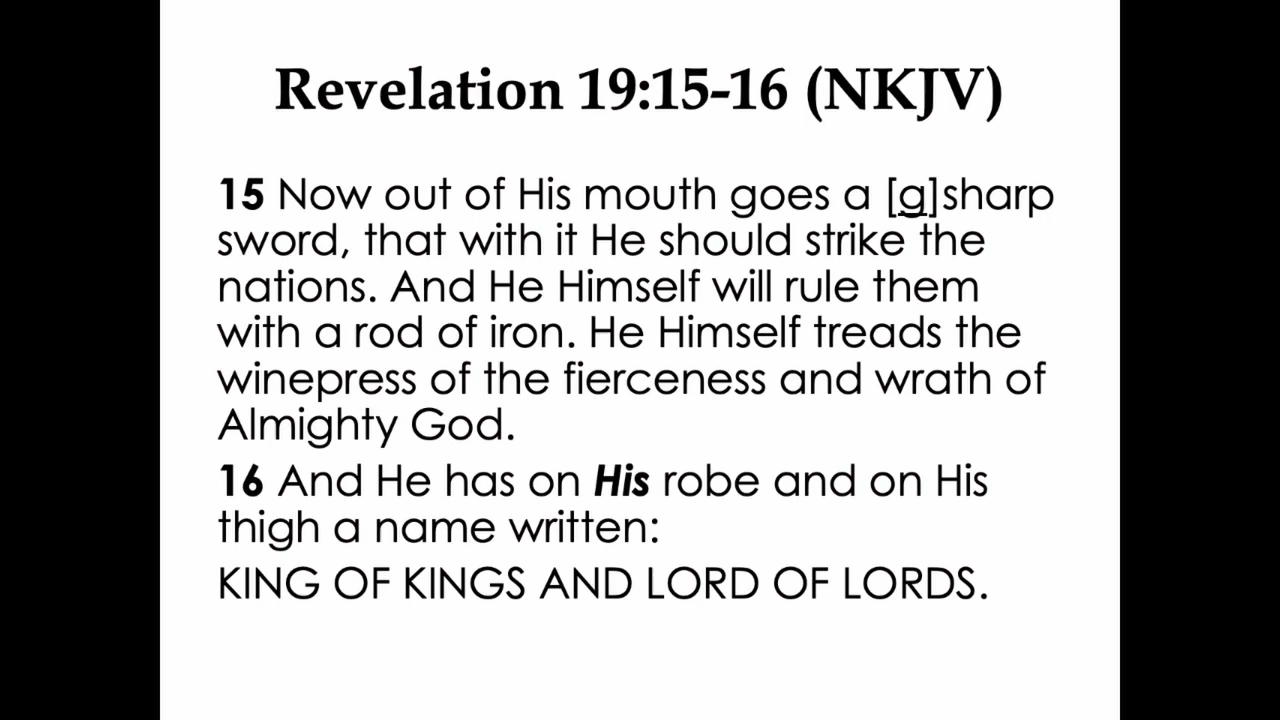 Revelation 19:15-16 (NKJV)
15 Now out of His mouth goes a [g]sharp
sword, that with it He should strike the
nations. And He Himself will rule them
with a rod of iron. He Himself treads the
winepress of the fierceness and wrath of
Almighty God.
16 And He has on His robe and on His
thigh a name written:
KING OF KINGS AND LORD OF LORDS.